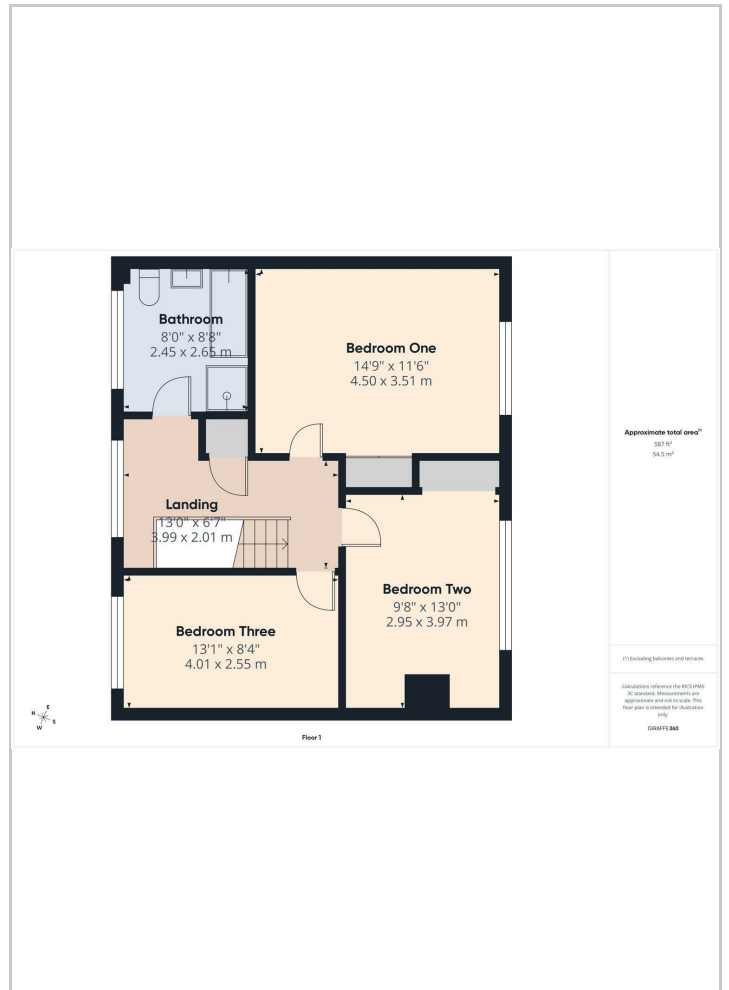 Bathroom
8'0" x 8'8"
2.45 x 2.65 m
Bedroom One
14'9" x 11'6"
4.50 x 3.51 m
Landing
13'0" x 6'7"
3.99 x 2.01 m
Bedroom Two
9'8" x 13'0"
2.95 x 3.97 m
Bedroom Three
13'1" x 8'4"
4.01 x 2.55 m
N
E
S
W
Floor 1
Approximate total area(1)
587 ft²
54.5 m²
(1) Excluding balconies and terraces
Calculations reference the RICS IPMS
3C standard. Measurements are
approximate and not to scale. This
floor plan is intended for illustration
only.
GIRAFFE360